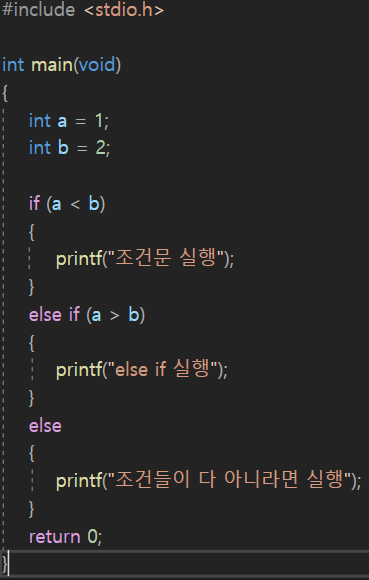 #include <stdio.h>
int main(void)
{
int a = 1;
int b = 2;
if (a < b)
{
printf("조건문 실행");
}
else if (a > b)
{
printf("else if 실행");
}
else
{
printf("조건들이 다 아니라면 실행");
}
return 0;
}